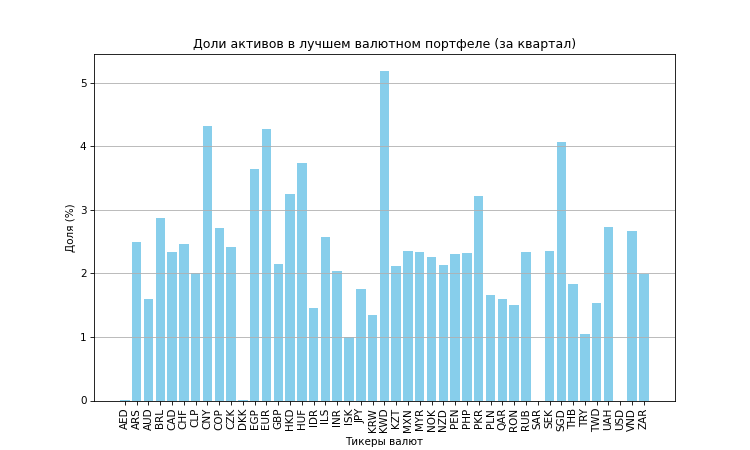 Доли активов в лучшем валютном портфеле (за квартал)
Доля (%)
5
4
3
2
1
0
AED ARS AUD BRL CAD CHF CLP CNY COP CZK DKK EGP EUR GBP HKD HUF IDR ILS INR ISK JPY KRW KWD KZT MXN MYR NOK NZD PEN PHP PKR PLN QAR RON RUB SAR SEK SGD THB TRY TWD UAH USD VND ZAR
Тикеры валют